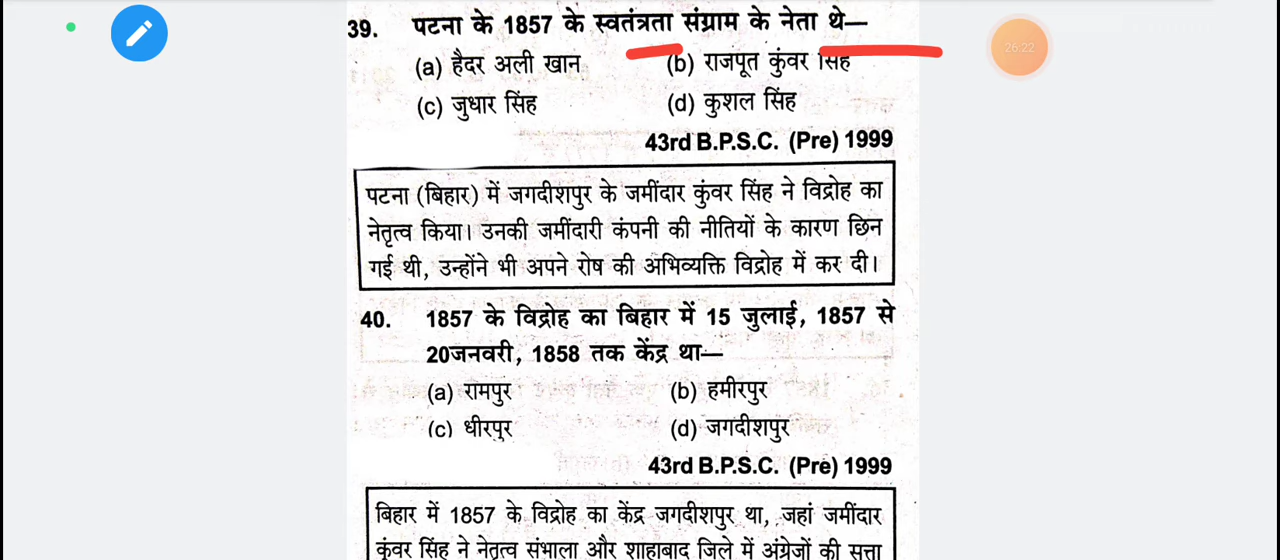 39. पटना के 1857 के स्वतंत्रता संग्राम के नेता थे—
(a) हैदर अली खान (b) राजपूत कुंवर सिंह
(c) जुधार सिंह (d) कुशल सिंह
43rd B.P.S.C. (Pre) 1999
पटना (बिहार) में जगदीशपुर के जमींदार कुंवर सिंह ने विद्रोह का
नेतृत्व किया। उनकी जमींदारी कंपनी की नीतियों के कारण छिन
गई थी, उन्होंने भी अपने रोष की अभिव्यक्ति विद्रोह में कर दी।
40. 1857 के विद्रोह का बिहार में 15 जुलाई, 1857 से
20जनवरी, 1858 तक केंद्र था—
(a) रामपुर (b) हमीरपुर
(c) धीरपुर (d) जगदीशपुर
43rd B.P.S.C. (Pre) 1999
बिहार में 1857 के विद्रोह का केंद्र जगदीशपुर था, जहां जमींदार
कुंवर सिंह ने नेतृत्व संभाला और शाहाबाद जिले में अंग्रेजों की सत्ता
26:22